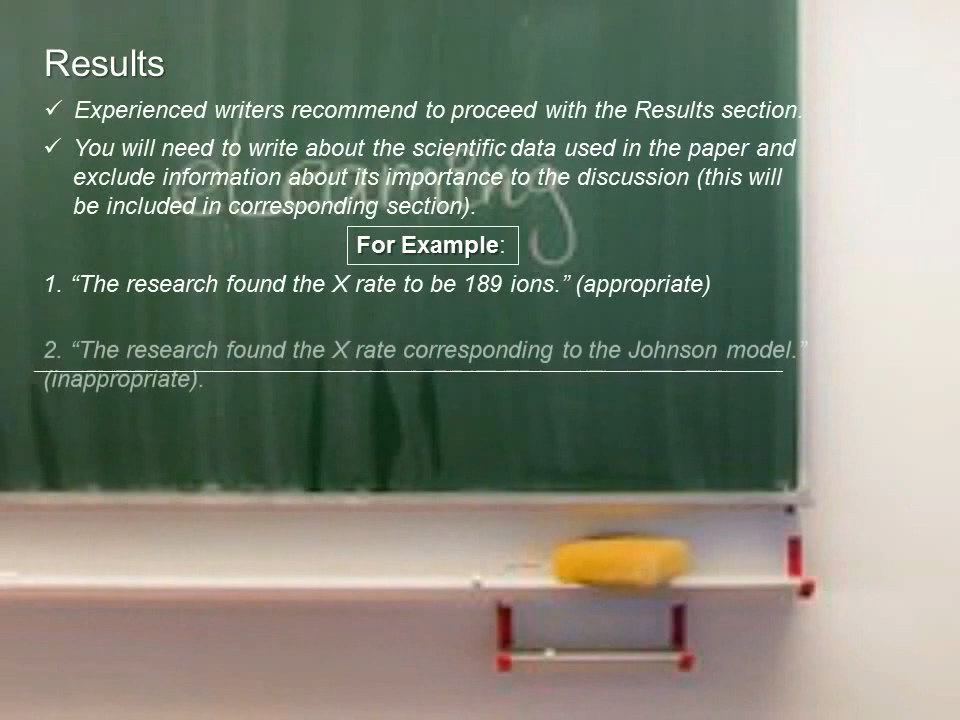 Results
✓ Experienced writers recommend to proceed with the Results section.
✓ You will need to write about the scientific data used in the paper and
exclude information about its importance to the discussion (this will
be included in corresponding section).
eLearning
For Example:
1. “The research found the X rate to be 189 ions.” (appropriate)
2. “The research found the X rate corresponding to the Johnson model.”
(inappropriate).